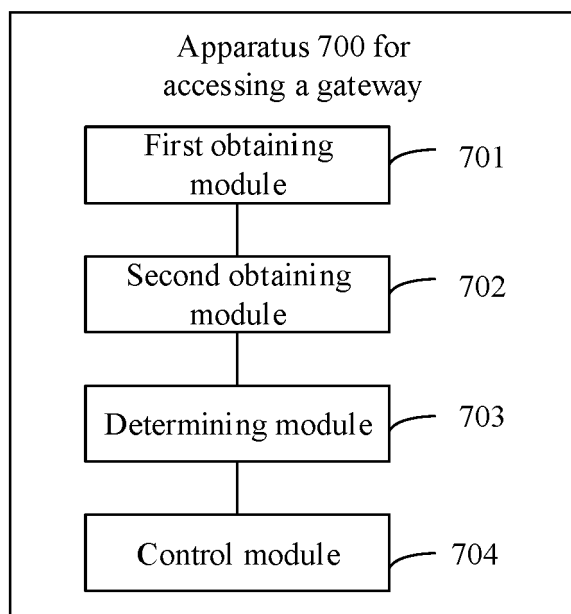 Apparatus 700 for
accessing a gateway
First obtaining
module
701
Second obtaining
module
702
Determining module
703
Control module
704